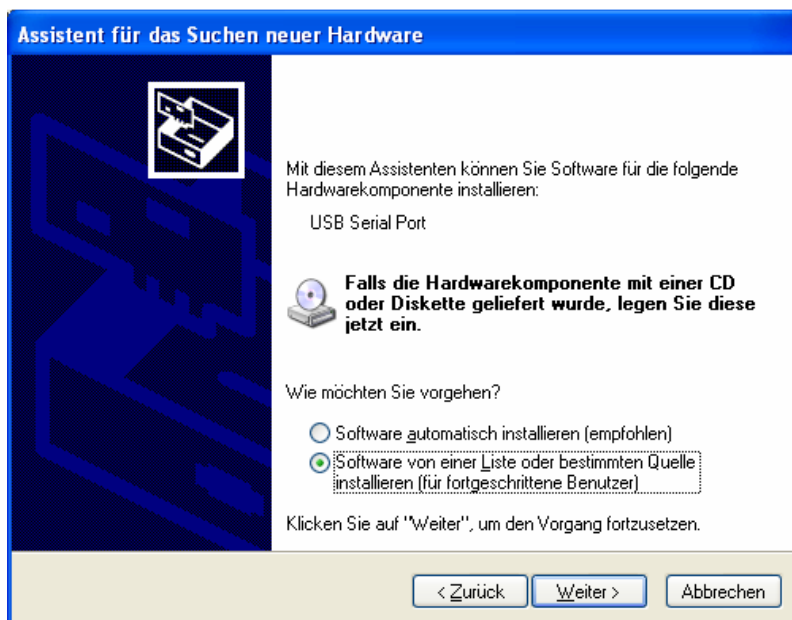 Assistent für das Suchen neuer Hardware
Mit diesem Assistenten können Sie Software für die folgende
Hardwarekomponente installieren:
USB Serial Port
Falls die Hardwarekomponente mit einer CD
oder Diskette geliefert wurde, legen Sie diese
jetzt ein.
Wie möchten Sie vorgehen?
Software automatisch installieren (empfohlen)
Software von einer Liste oder bestimmten Quelle
installieren (für fortgeschrittene Benutzer)
Klicken Sie auf "Weiter", um den Vorgang fortzusetzen.
< Zurück Weiter > Abbrechen